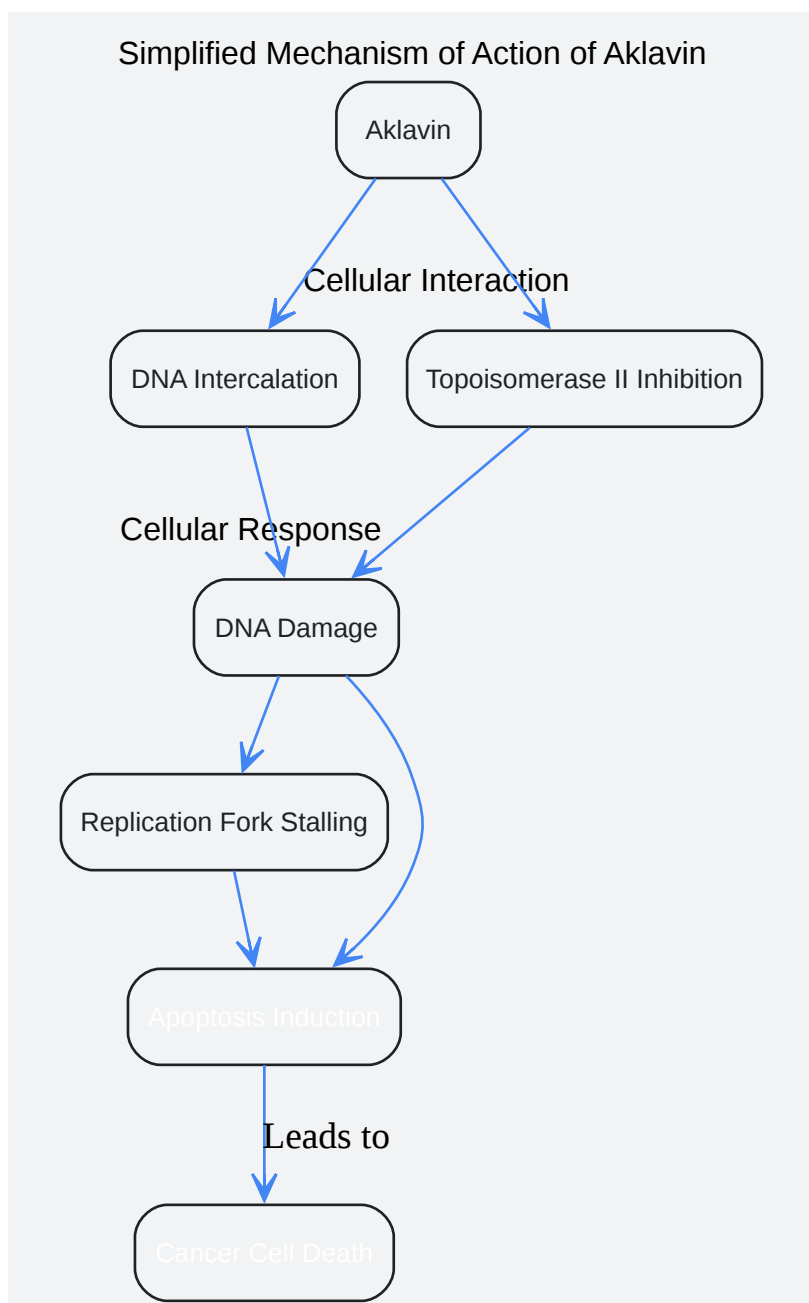 Simplified Mechanism of Action of Aklavin
Aklavin
Cellular Interaction
DNA Intercalation
Topoisomerase II Inhibition
Cellular Response
DNA Damage
Replication Fork Stalling
Apoptosis Induction
Leads to
Cancer Cell Death